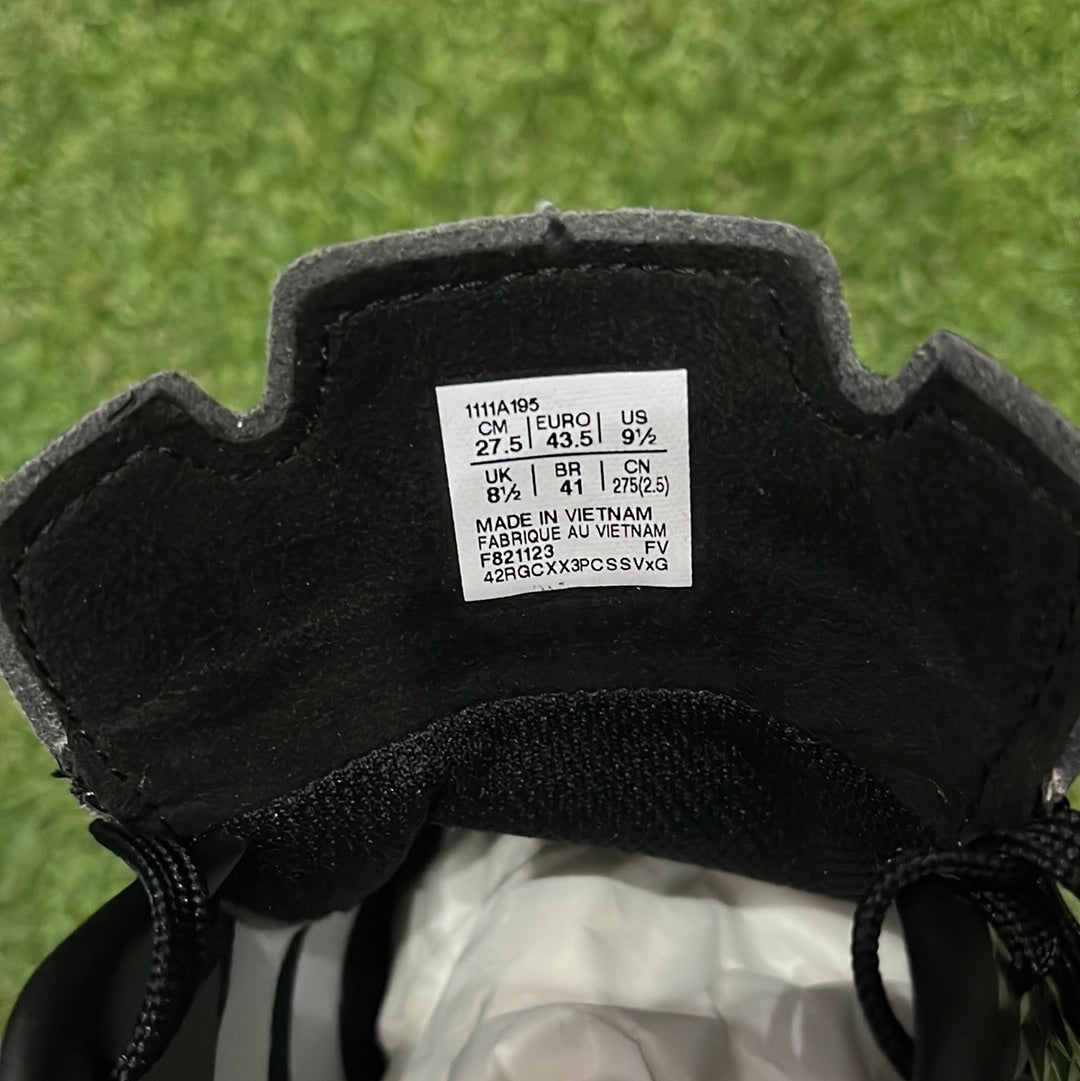 1111A195
CM | EURO | US
27.5 | 43.5 | 9½
UK | BR | CN
8½ | 41 | 275(2.5)
MADE IN VIETNAM
FABRIQUE AU VIETNAM
F821123 FV
42RGCXX3PCSSVxG